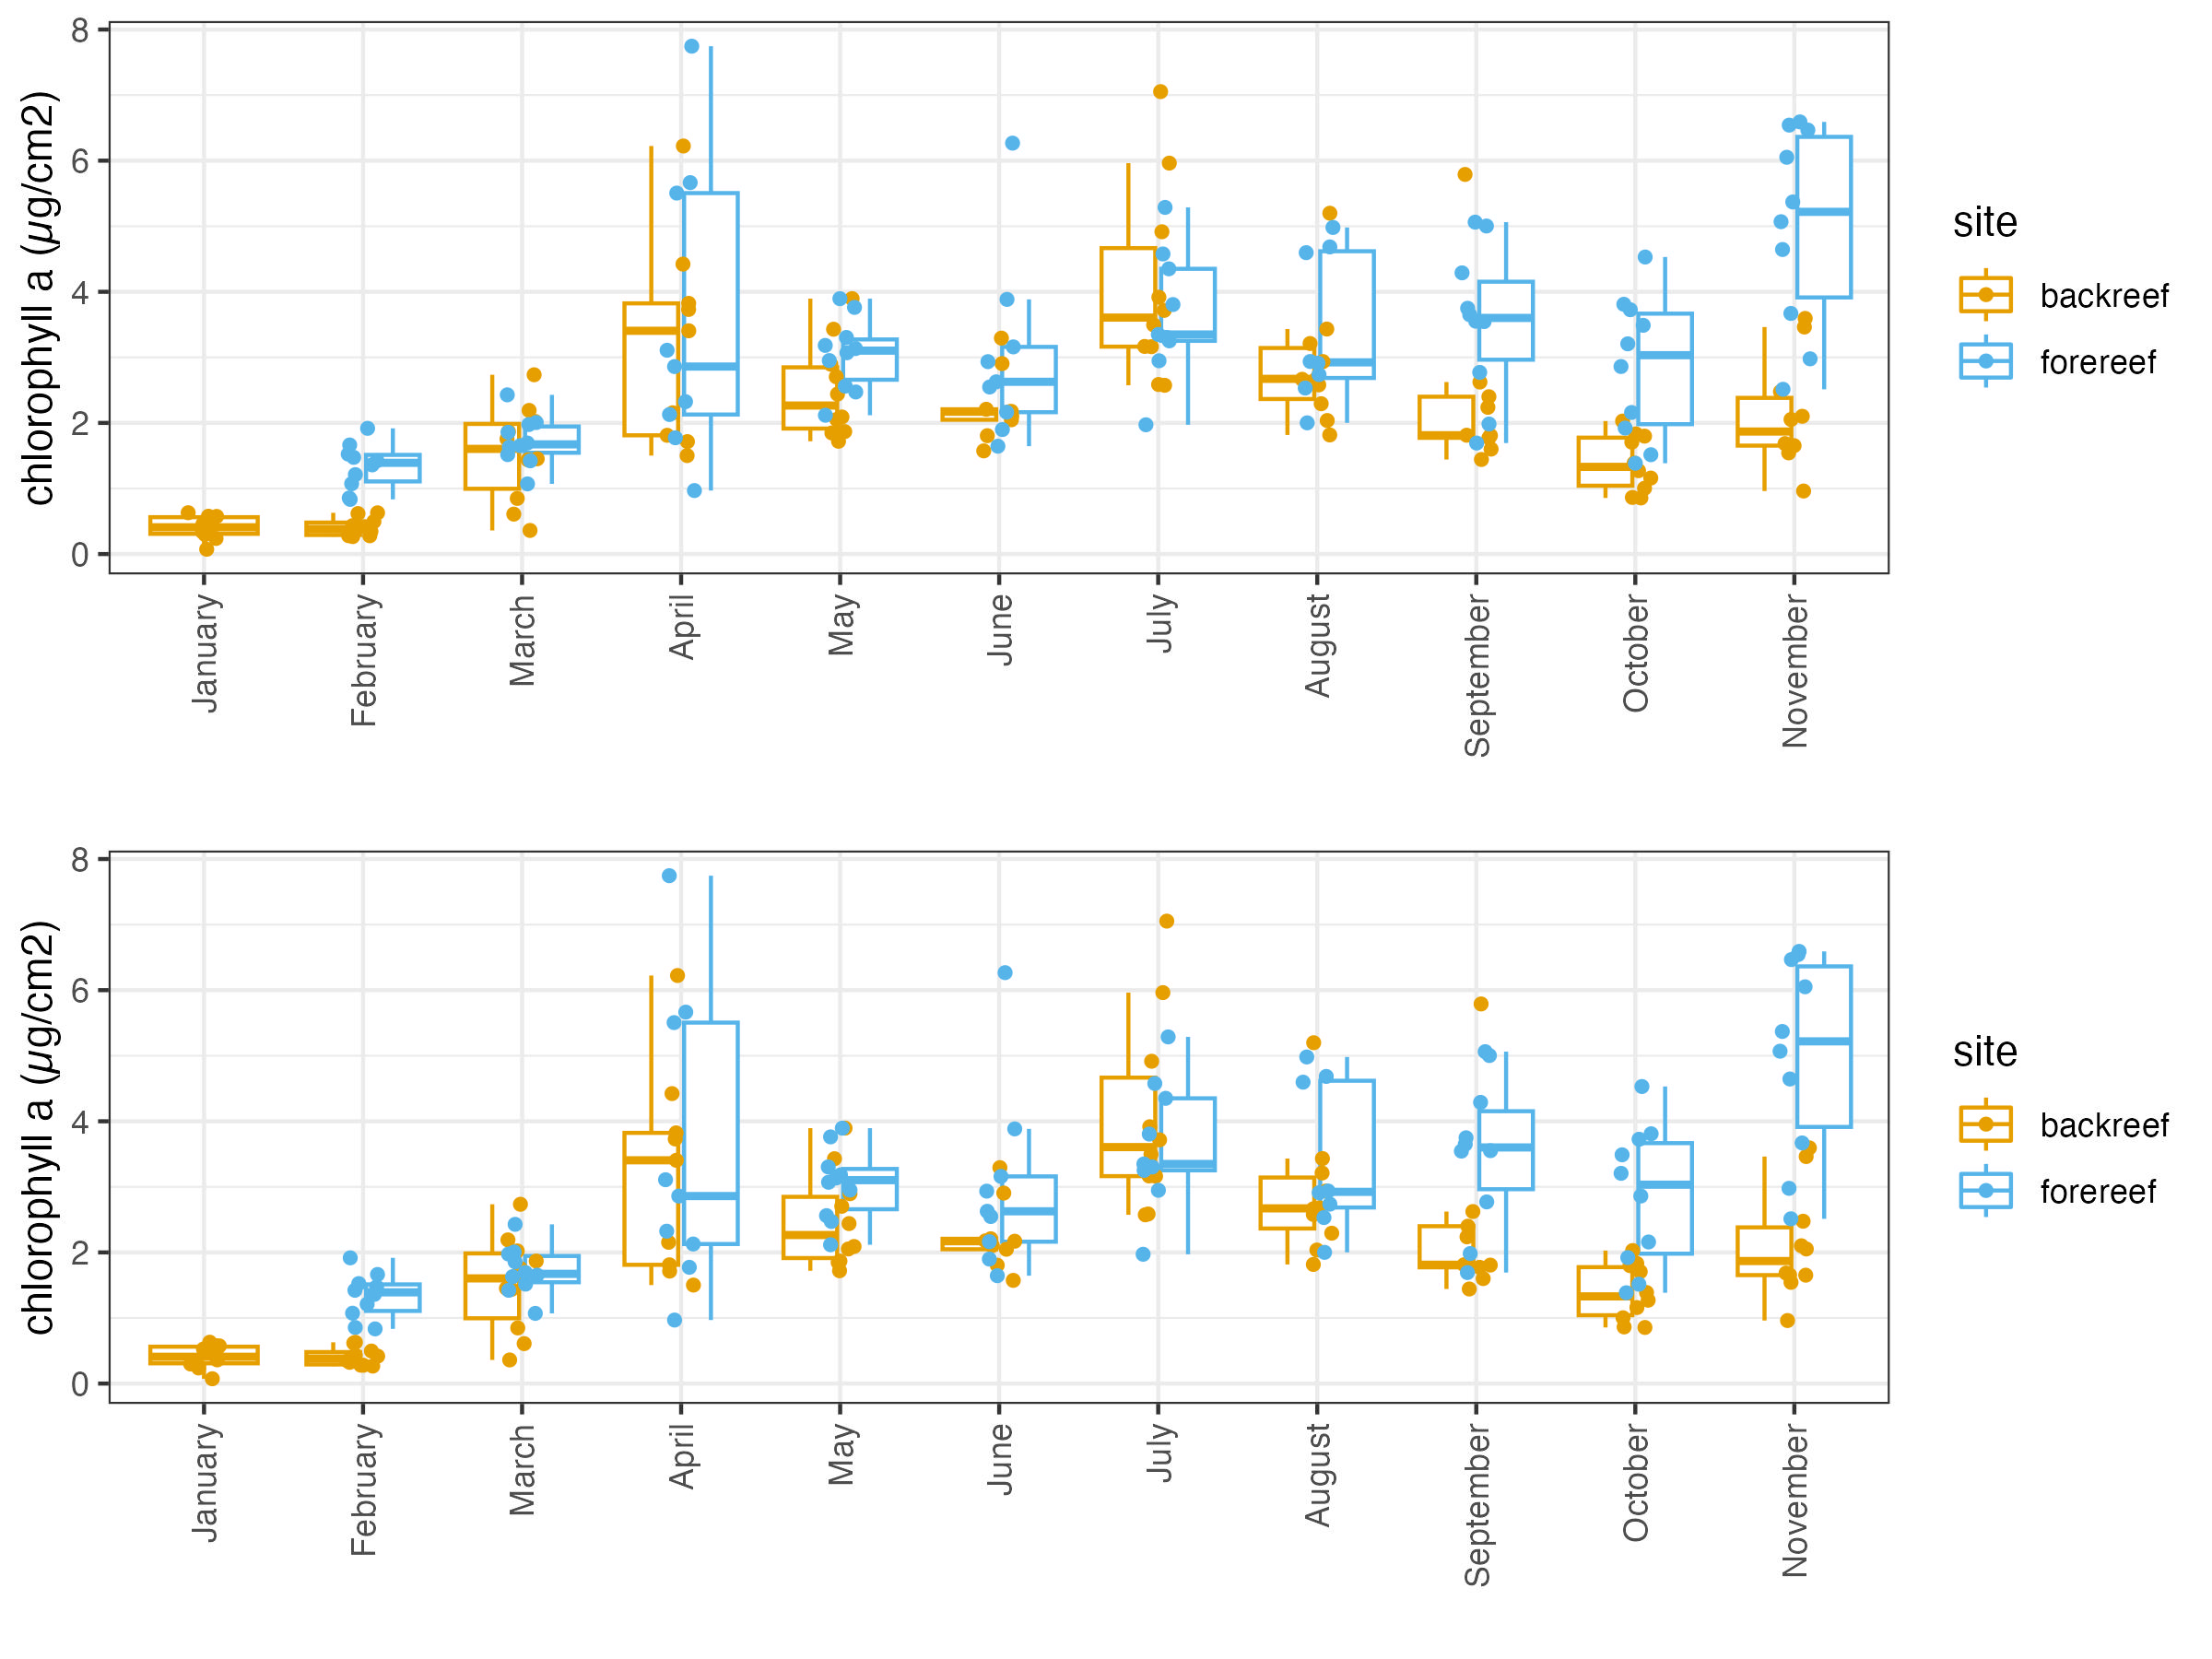 chlorophyll a (µg/cm2)
8
6
4
2
0
January
February
March
April
May
June
July
August
September
October
November
site
backreef
forereef
chlorophyll a (µg/cm2)
8
6
4
2
0
January
February
March
April
May
June
July
August
September
October
November
site
backreef
forereef